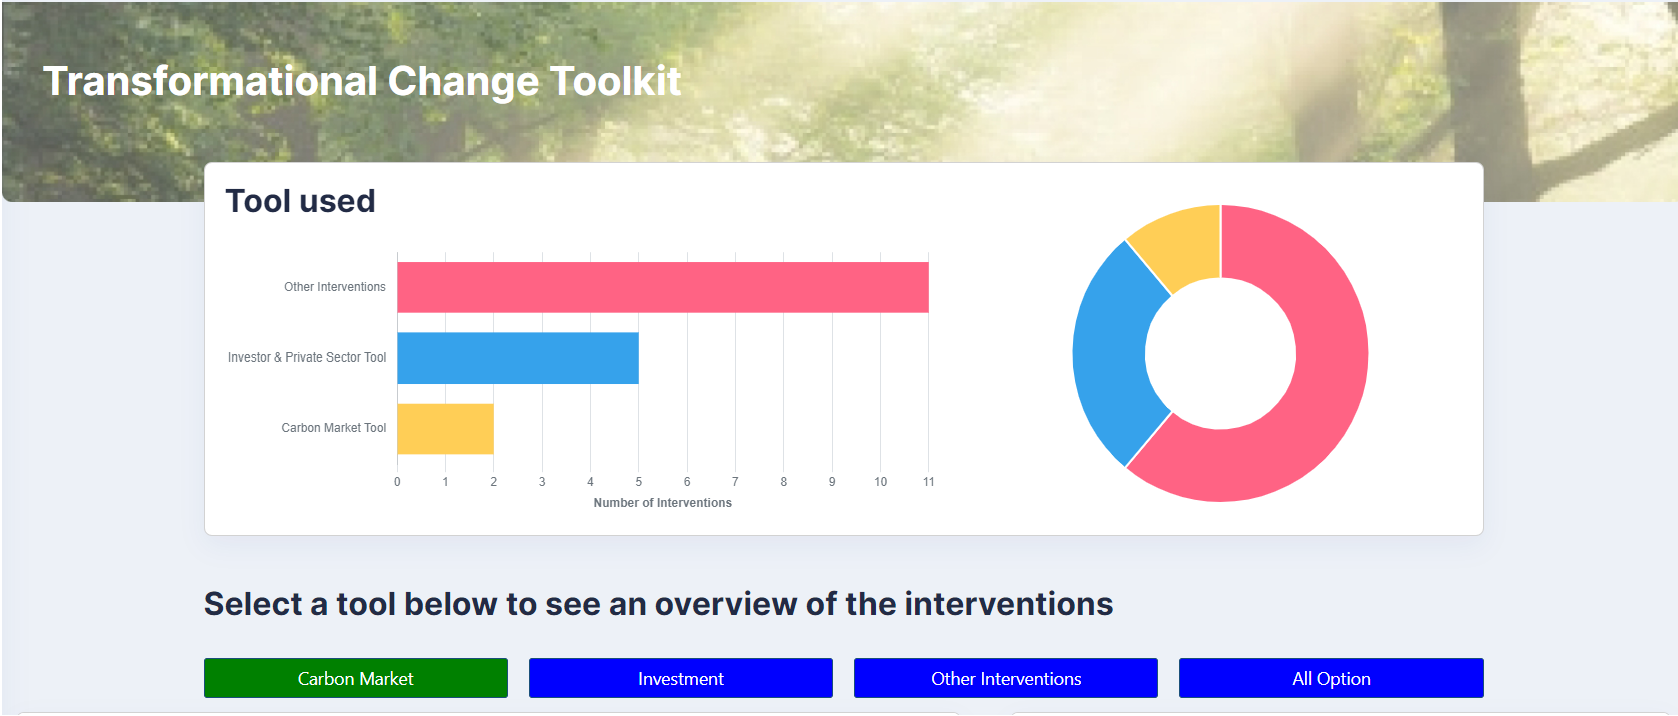 Transformational Change Toolkit
Tool used
Other Interventions
Investor & Private Sector Tool
Carbon Market Tool
0 1 2 3 4 5 6 7 8 9 10 11
Number of Interventions
Select a tool below to see an overview of the interventions
Carbon Market
Investment
Other Interventions
All Option